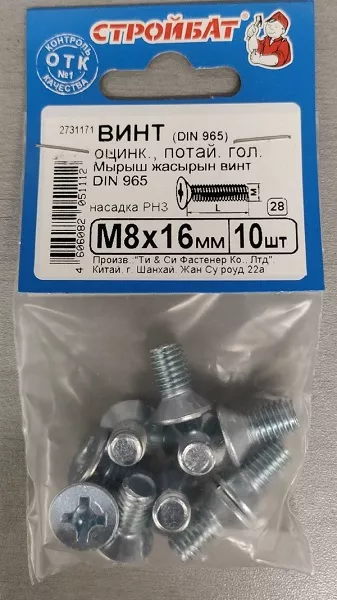 СТРОЙБАТ
КОНТРОЛЬ
ОТК
№1
КАЧЕСТВА
2731171 ВИНТ (DIN 965)
оцинк., потай. гол.
Мырыш жасырын винт
DIN 965
насадка PH3
L
M
28
М8х16мм 10шт
Произв.:"Ти & Си Фастенер Ко., Лтд".
Китай. г. Шанхай. Жан Су роуд 22а
4 606082 051112